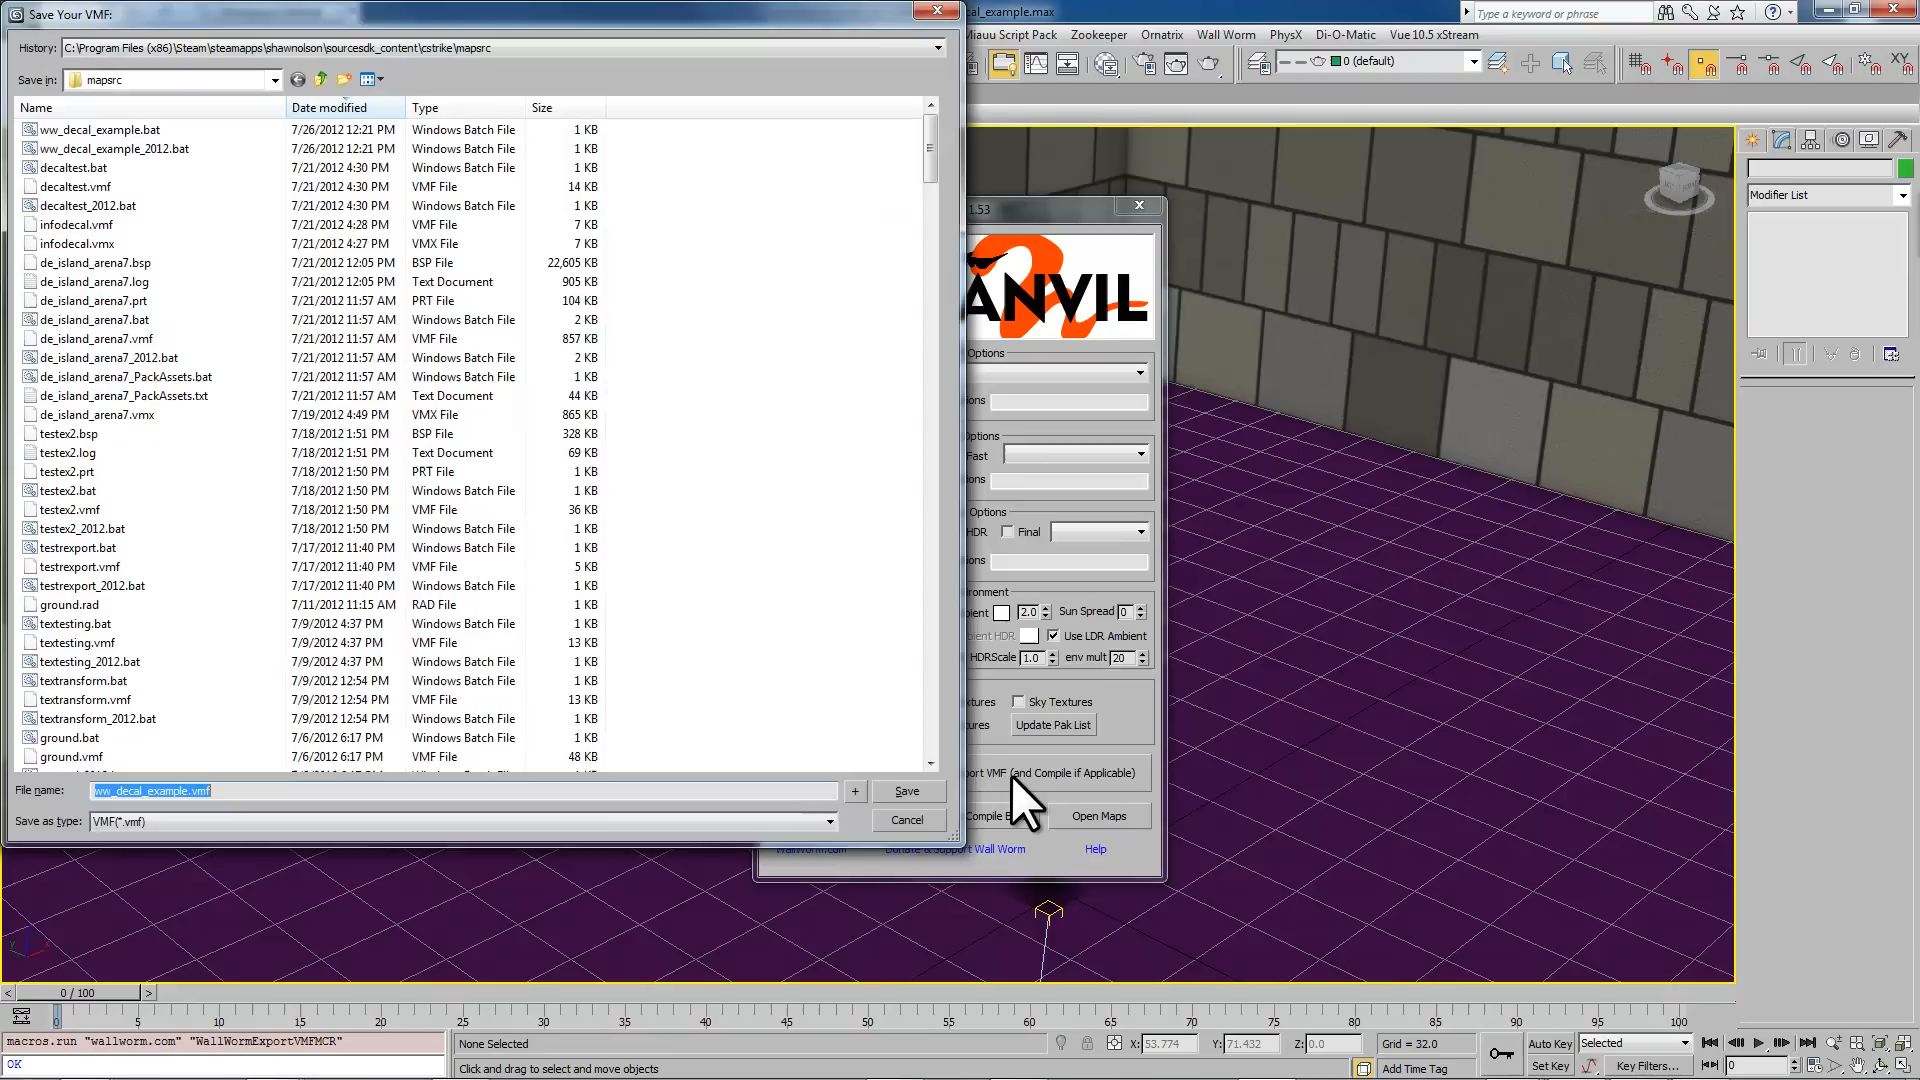 Save Your VMF:
cal_example.max
Type a keyword or phrase
History: C:\Program Files (x86)\Steam\steamapps\shawnolson\sourcesdk_content\cstrike\mapsrc
Miauu Script Pack Zookeeper Ornatrix Wall Worm PhysX Di-O-Matic Vue 10.5 xStream
Save in: mapsrc
0 (default)
Name Date modified Type Size
ww_decal_example.bat 7/26/2012 12:21 PM Windows Batch File 1 KB
ww_decal_example_2012.bat 7/26/2012 12:21 PM Windows Batch File 1 KB
decaltest.bat 7/21/2012 4:30 PM Windows Batch File 1 KB
decaltest.vmf 7/21/2012 4:30 PM VMF File 14 KB
decaltest_2012.bat 7/21/2012 4:30 PM Windows Batch File 1 KB
infodecal.vmf 7/21/2012 4:28 PM VMF File 7 KB
infodecal.vmx 7/21/2012 4:27 PM VMX File 7 KB
de_island_arena7.bsp 7/21/2012 12:05 PM BSP File 22,605 KB
de_island_arena7.log 7/21/2012 12:05 PM Text Document 905 KB
de_island_arena7.prt 7/21/2012 11:57 AM PRT File 104 KB
de_island_arena7.bat 7/21/2012 11:57 AM Windows Batch File 2 KB
de_island_arena7.vmf 7/21/2012 11:57 AM VMF File 857 KB
de_island_arena7_2012.bat 7/21/2012 11:57 AM Windows Batch File 2 KB
de_island_arena7_PackAssets.bat 7/21/2012 11:57 AM Windows Batch File 1 KB
de_island_arena7_PackAssets.txt 7/21/2012 11:57 AM Text Document 44 KB
de_island_arena7.vmx 7/19/2012 4:49 PM VMX File 865 KB
testex2.bsp 7/18/2012 1:51 PM BSP File 328 KB
testex2.log 7/18/2012 1:51 PM Text Document 69 KB
testex2.prt 7/18/2012 1:50 PM PRT File 1 KB
testex2.bat 7/18/2012 1:50 PM Windows Batch File 1 KB
testex2.vmf 7/18/2012 1:50 PM VMF File 36 KB
testex2_2012.bat 7/18/2012 1:50 PM Windows Batch File 1 KB
testrexport.bat 7/17/2012 11:40 PM Windows Batch File 1 KB
testrexport.vmf 7/17/2012 11:40 PM VMF File 5 KB
testrexport_2012.bat 7/17/2012 11:40 PM Windows Batch File 1 KB
ground.rad 7/11/2012 11:15 AM RAD File 1 KB
textesting.bat 7/9/2012 4:37 PM Windows Batch File 1 KB
textesting.vmf 7/9/2012 4:37 PM VMF File 13 KB
textesting_2012.bat 7/9/2012 4:37 PM Windows Batch File 1 KB
textransform.bat 7/9/2012 12:54 PM Windows Batch File 1 KB
textransform.vmf 7/9/2012 12:54 PM VMF File 13 KB
textransform_2012.bat 7/9/2012 12:54 PM Windows Batch File 1 KB
ground.bat 7/6/2012 6:17 PM Windows Batch File 1 KB
ground.vmf 7/6/2012 6:17 PM VMF File 48 KB
File name: ww_decal_example.vmf + Save
Save as type: VMF(*.vmf) Cancel
1.53
ANVIL
Options
ions
Options
Fast
ions
Options
HDR Final
ions
ironment
bient 2.0 Sun Spread 0
bient HDR Use LDR Ambient
HDRScale 1.0 env mult 20
xtures Sky Textures
ures Update Pak List
port VMF (and Compile if Applicable)
Compile Open Maps
wallworm.com Donate & Support Wall Worm Help
Modifier List
0 / 100
0 5 10 15 20 25 30 35 40 45 50 55 60 65 70 75 80 85 90 95 100
macros.run "wallworm.com" "WallWormExportVMFMCR"
OK
None Selected X: 53.774 Y: 71.432 Z: 0.0 Grid = 32.0 Auto Key Selected
Click and drag to select and move objects Add Time Tag Set Key Key Filters... 0